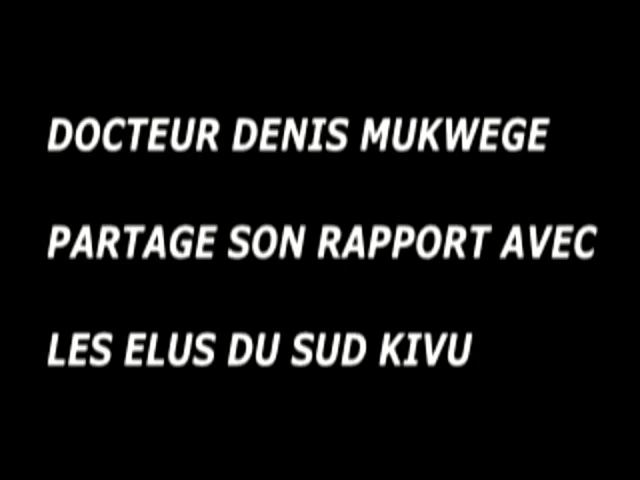 DOCTEUR DENIS MUKWEGE
PARTAGE SON RAPPORT AVEC
LES ELUS DU SUD KIVU